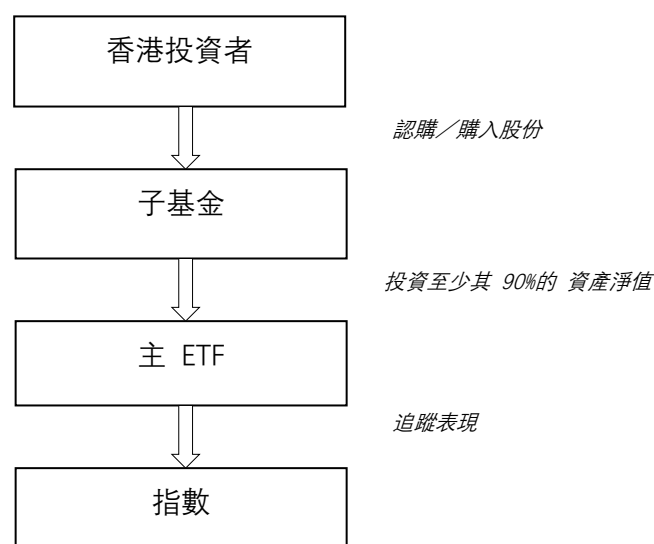 香港投資者
認購／購入股份
子基金
投資至少其 90%的 資產淨值
主 ETF
追蹤表現
指數